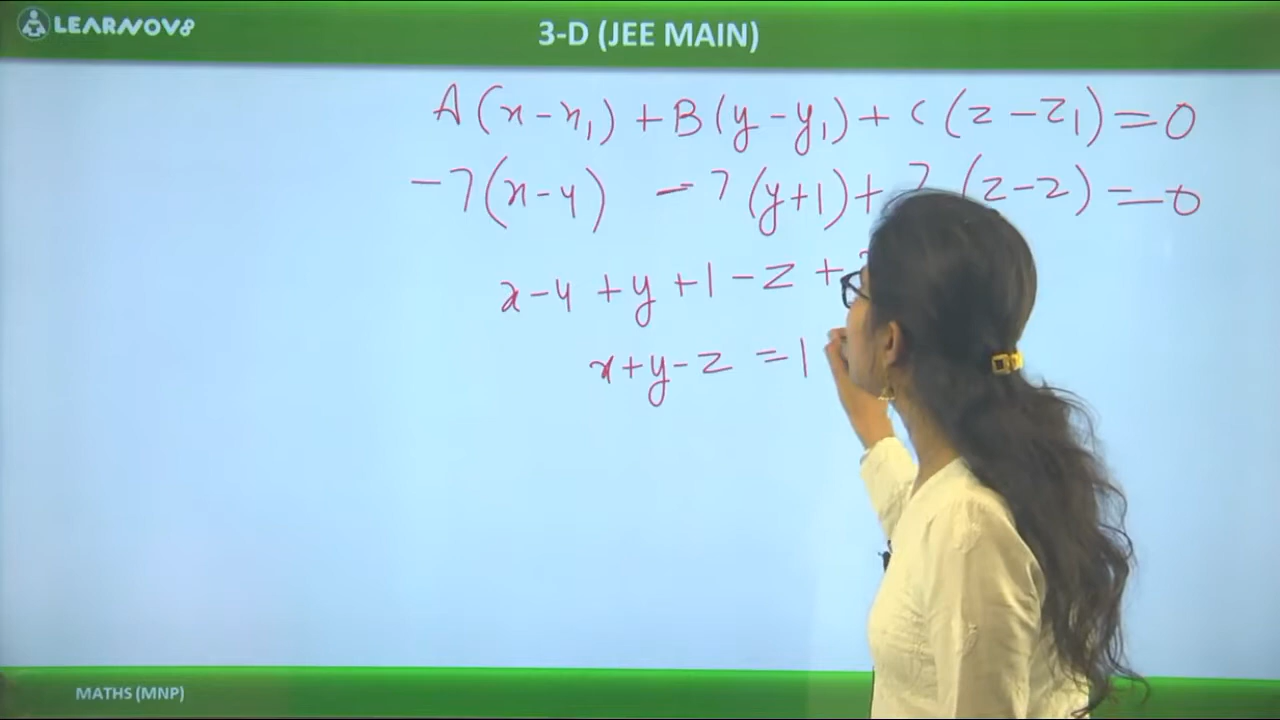 LEARNOV8
3-D (JEE MAIN)
A(x-x₁) + B(y-y₁) + C(z-z₁) = 0
-7(x-4) -7(y+1) + 7(z-2) = 0
x-4+y+1-z+
x+y-z = 1
MATHS (MNP)